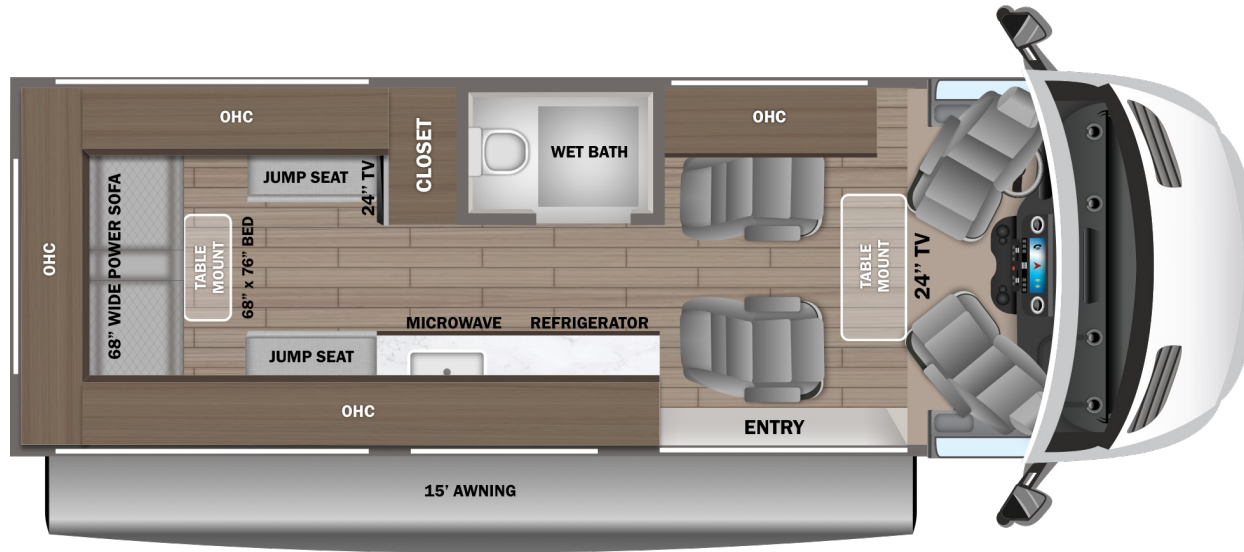 OHC
OHC
CLOSET
WET BATH
OHC
JUMP SEAT
24” TV
68” WIDE POWER SOFA
TABLE
MOUNT
68” x 76” BED
TABLE
MOUNT
24” TV
MICROWAVE
REFRIGERATOR
JUMP SEAT
OHC
ENTRY
15’ AWNING